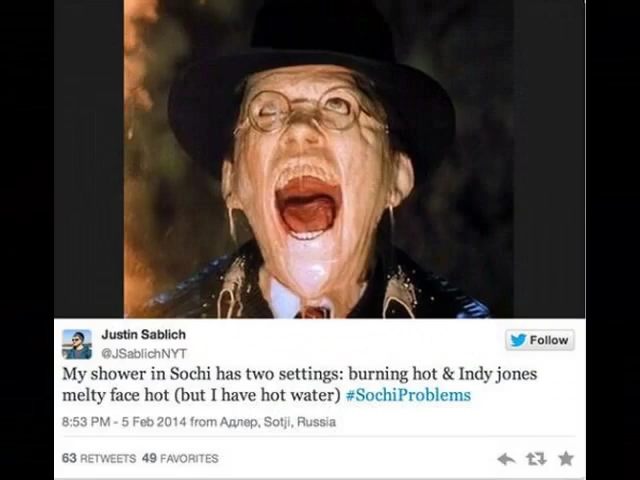 Justin Sablich
@JSablichNYT
Follow
My shower in Sochi has two settings: burning hot & Indy jones
melty face hot (but I have hot water) #SochiProblems
8:53 PM - 5 Feb 2014 from Адлер, Sotji, Russia
63 RETWEETS 49 FAVORITES